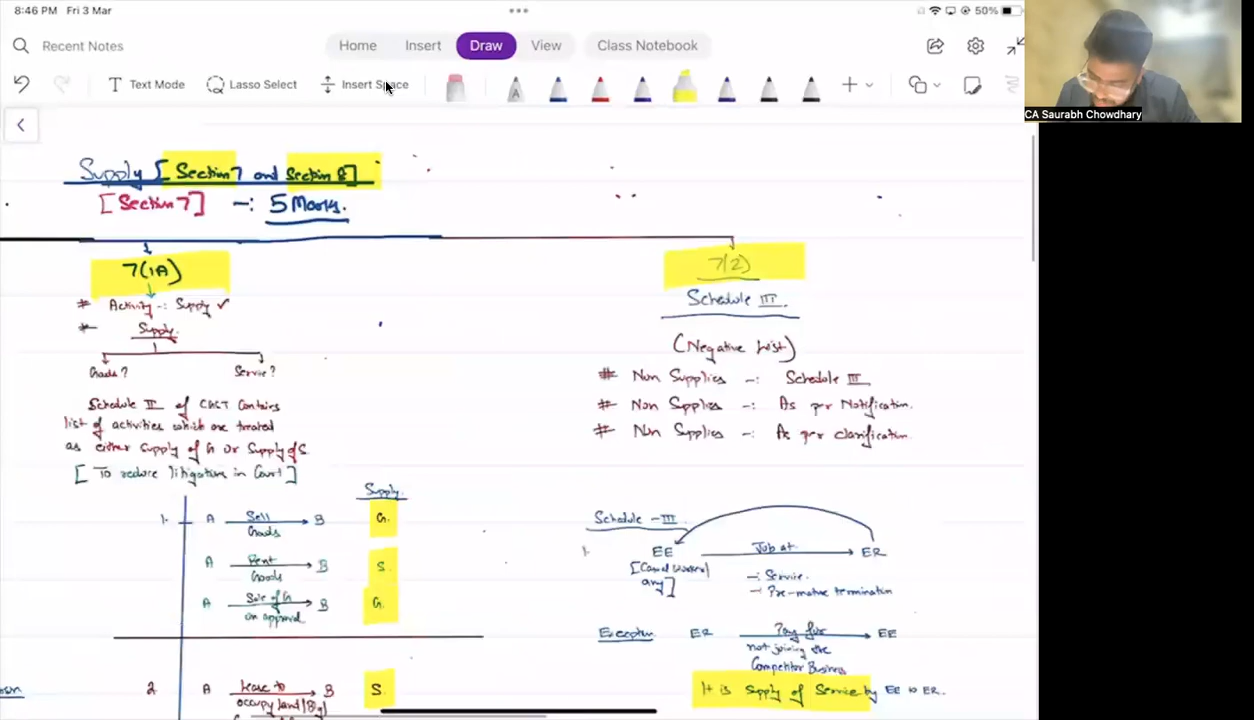 8:46 PM Fri 3 Mar
50%
Recent Notes
Home
Insert
Draw
View
Class Notebook
Text Mode
Lasso Select
Insert Space
CA Saurabh Chowdhary
Supply [Section 7 and Section 8]
[Section 7] -: 5 Marks.
7(1A)
# Activity -: Supply ✓
# Supply
Goods?
Service?
Schedule II of CGST Contains
list of activities which are treated
as either supply of G or Supply of S.
[To reduce litigations in Court]
Supply
1. A Sell Goods B G.
A Rent Goods B S.
A Sale of G on approval B G.
2 A lease to occupy land/Bg B S.
7(2)
Schedule III
(Negative List)
# Non Supplies -: Schedule III
# Non Supplies -: As per Notification.
# Non Supplies -: As per clarification.
Schedule - III
1. EE Job at ER
[Casual worker/
any]
-: Service.
-: Pre-mature termination
Exception ER Pay for EE
not joining the
Competitor Business
It is supply of Service by EE to ER.